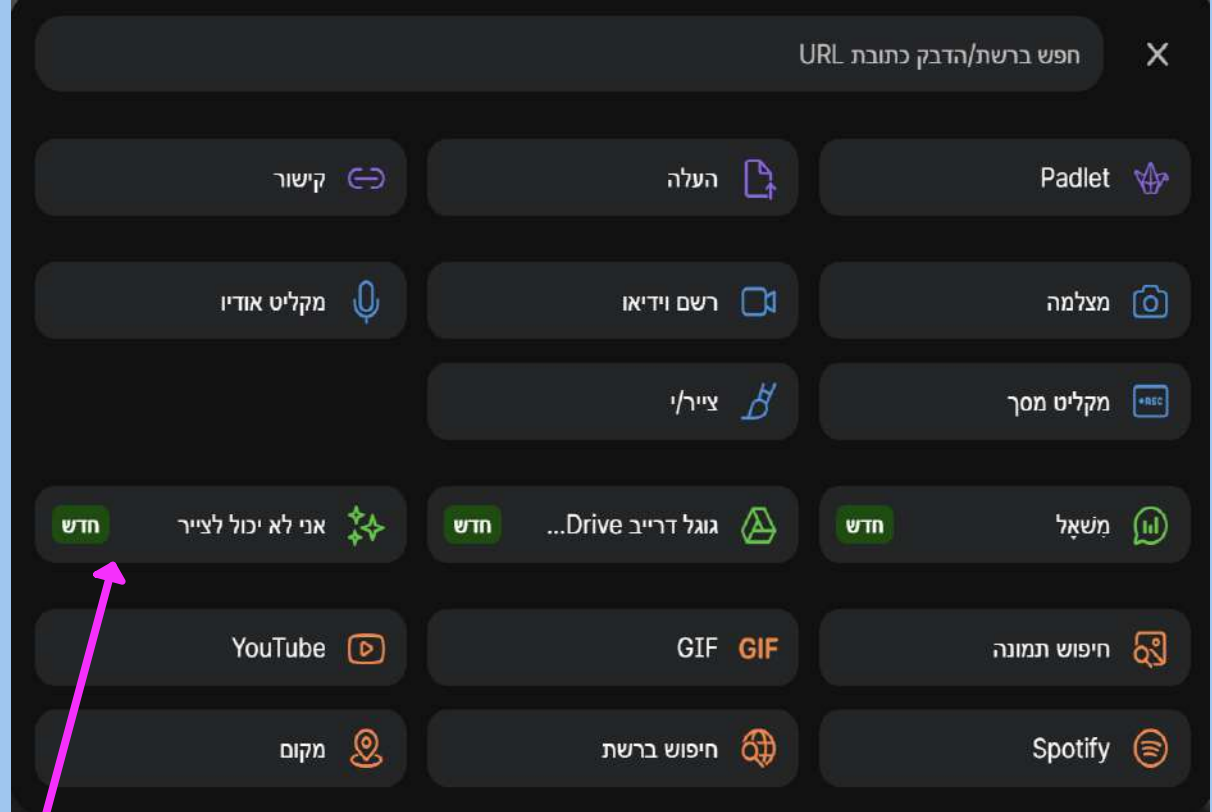 חפש ברשת/הדבק כתובת URL
Padlet
העלה
קישור
מצלמה
רשם וידיאו
מקליט אודיו
REC
מקליט מסך
צייר/י
מִשׁאָל
חדש
גוגל דרייב Drive...
חדש
אני לא יכול לצייר
חדש
חיפוש תמונה
GIF
GIF
YouTube
Spotify
חיפוש ברשת
מקום